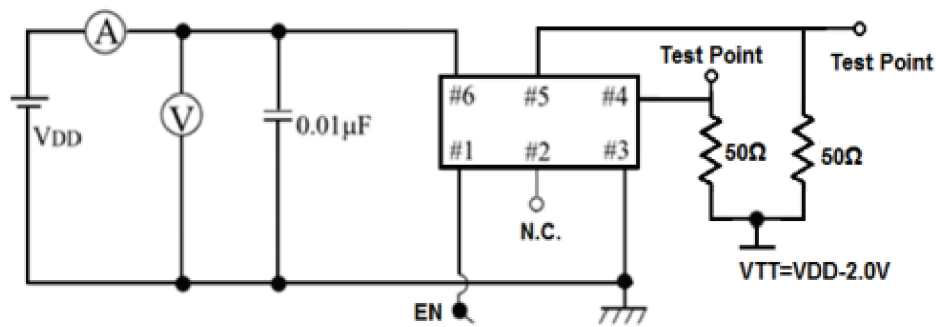 A
Test Point
Test Point
#6 #5 #4
V
VDD
0.01μF
#1 #2 #3
50Ω
50Ω
N.C.
VTT=VDD-2.0V
EN